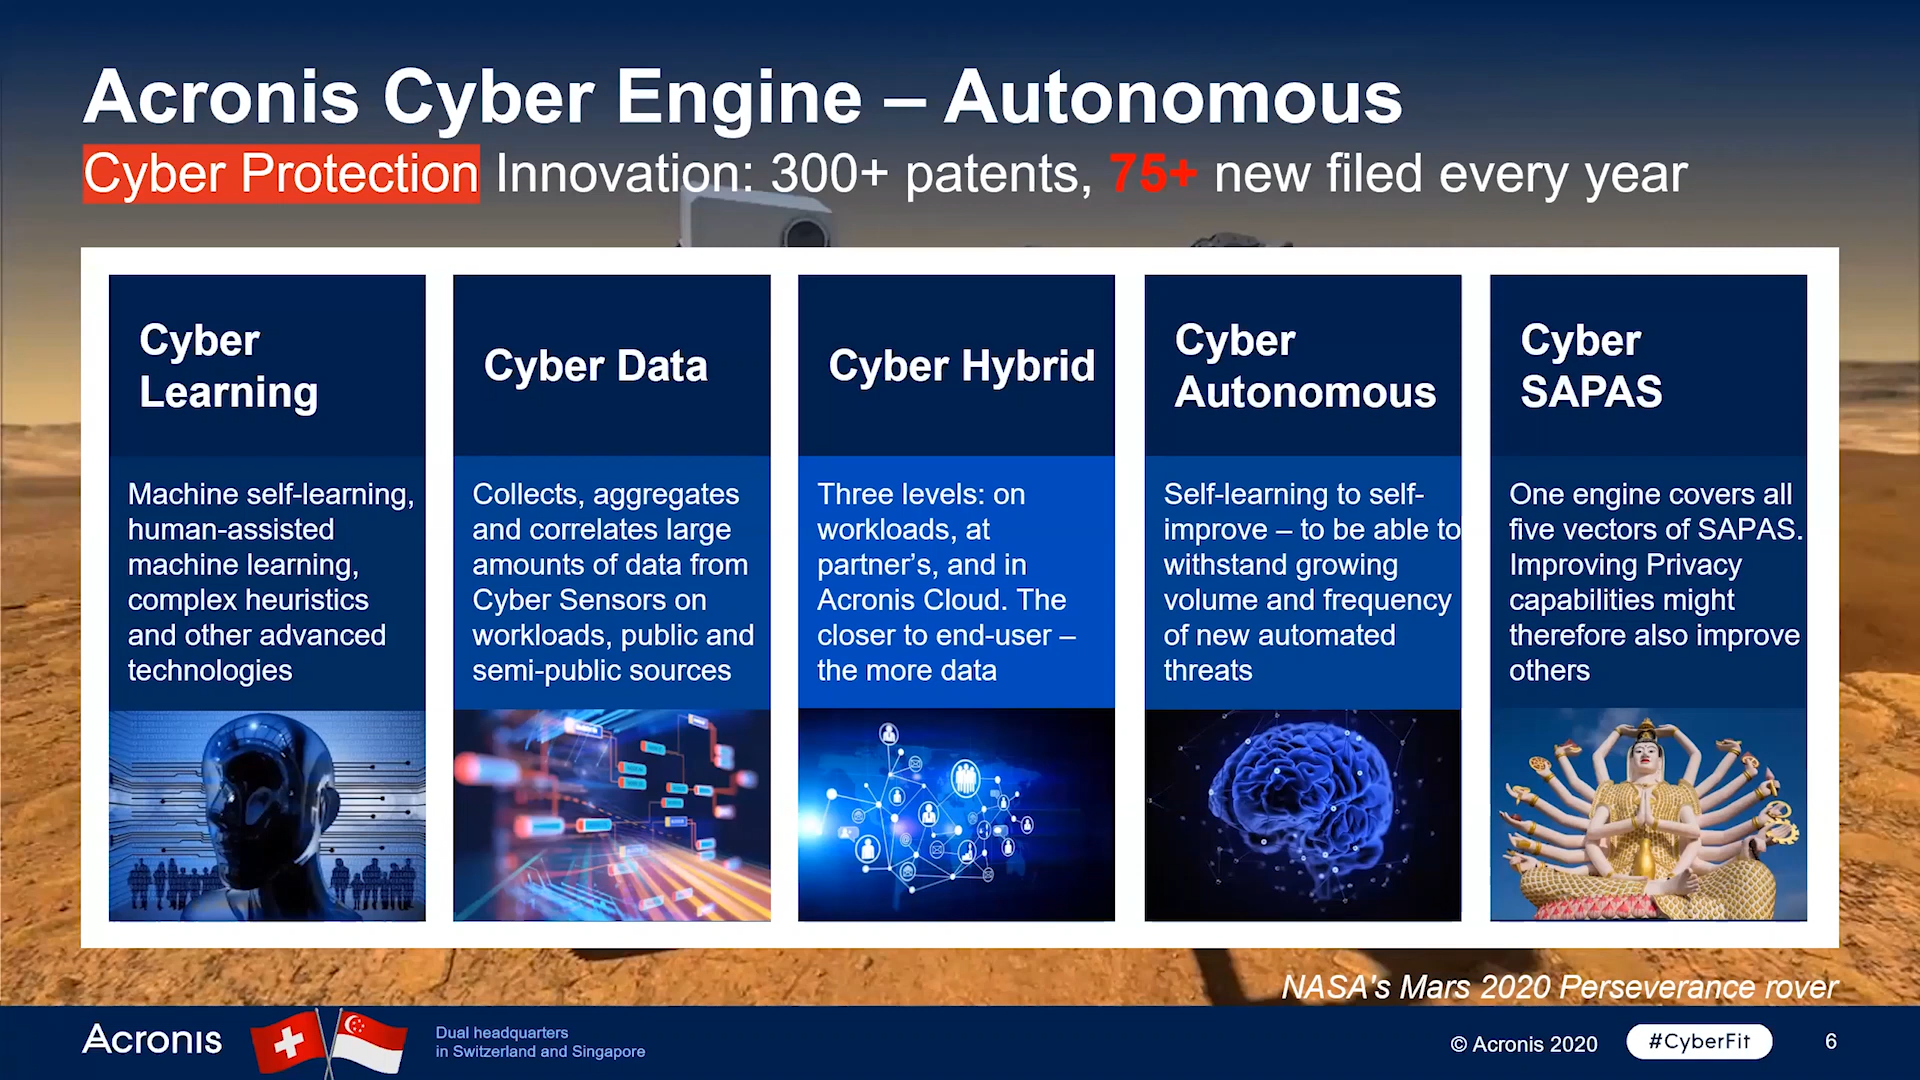 Acronis Cyber Engine – Autonomous
Cyber Protection Innovation: 300+ patents, 75+ new filed every year
Cyber
Learning
Machine self-learning,
human-assisted
machine learning,
complex heuristics
and other advanced
technologies
Cyber Data
Collects, aggregates
and correlates large
amounts of data from
Cyber Sensors on
workloads, public and
semi-public sources
Cyber Hybrid
Three levels: on
workloads, at
partner’s, and in
Acronis Cloud. The
closer to end-user –
the more data
Cyber
Autonomous
Self-learning to self-
improve – to be able to
withstand growing
volume and frequency
of new automated
threats
Cyber
SAPAS
One engine covers all
five vectors of SAPAS.
Improving Privacy
capabilities might
therefore also improve
others
NASA's Mars 2020 Perseverance rover
Acronis
Dual headquarters
in Switzerland and Singapore
© Acronis 2020
#CyberFit
6